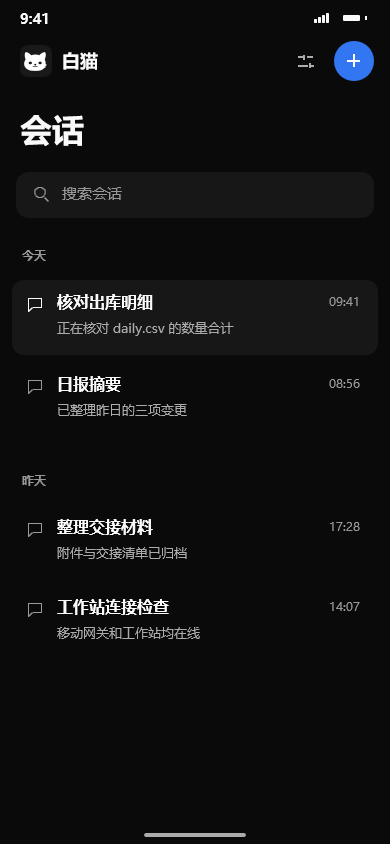 9:41
白猫
会话
搜索会话
今天
核对出库明细 09:41
正在核对 daily.csv 的数量合计
日报摘要 08:56
已整理昨日的三项变更
昨天
整理交接材料 17:28
附件与交接清单已归档
工作站连接检查 14:07
移动网关和工作站均在线